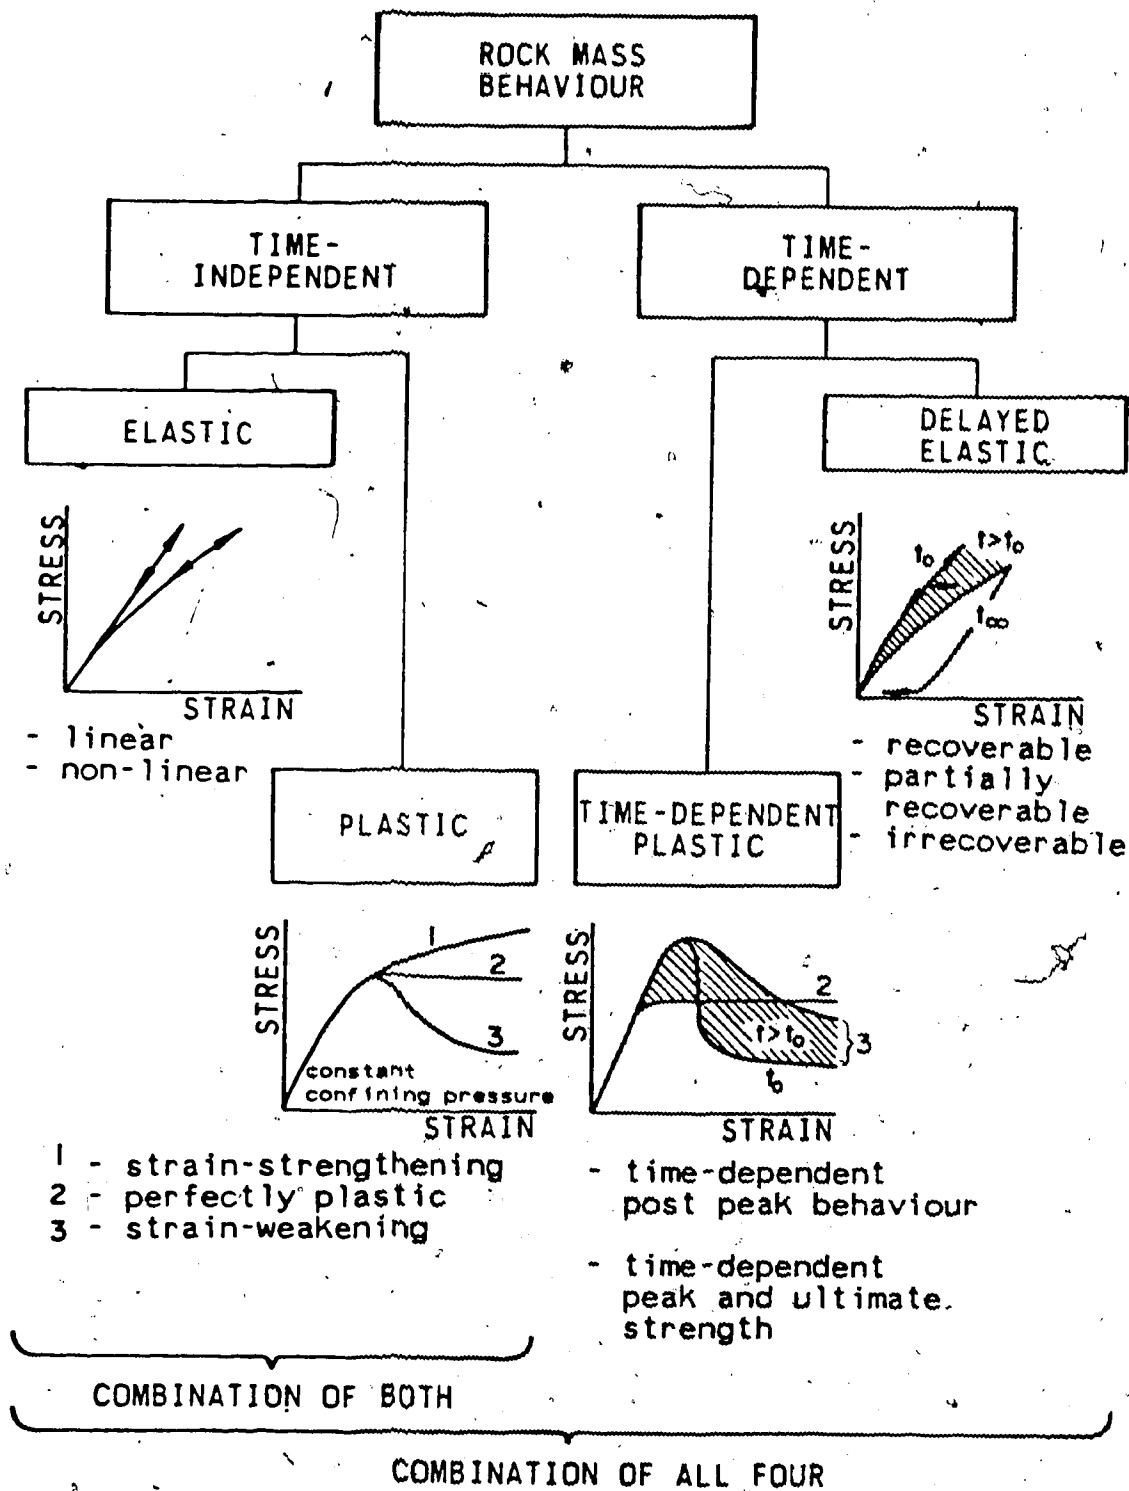 ROCK MASS
BEHAVIOUR
TIME-
INDEPENDENT
TIME-
DEPENDENT
ELASTIC
DELAYED
ELASTIC
STRESS
STRAIN
- linear
- non-linear
STRESS
t₀
t>t₀
t∞
STRAIN
- recoverable
- partially
recoverable
- irrecoverable
PLASTIC
TIME-DEPENDENT
PLASTIC
STRESS
1
2
3
constant
confining pressure
STRAIN
1 - strain-strengthening
2 - perfectly plastic
3 - strain-weakening
STRESS
2
t>t₀
3
t₀
STRAIN
- time-dependent
post peak behaviour
- time-dependent
peak and ultimate
strength
COMBINATION OF BOTH
COMBINATION OF ALL FOUR